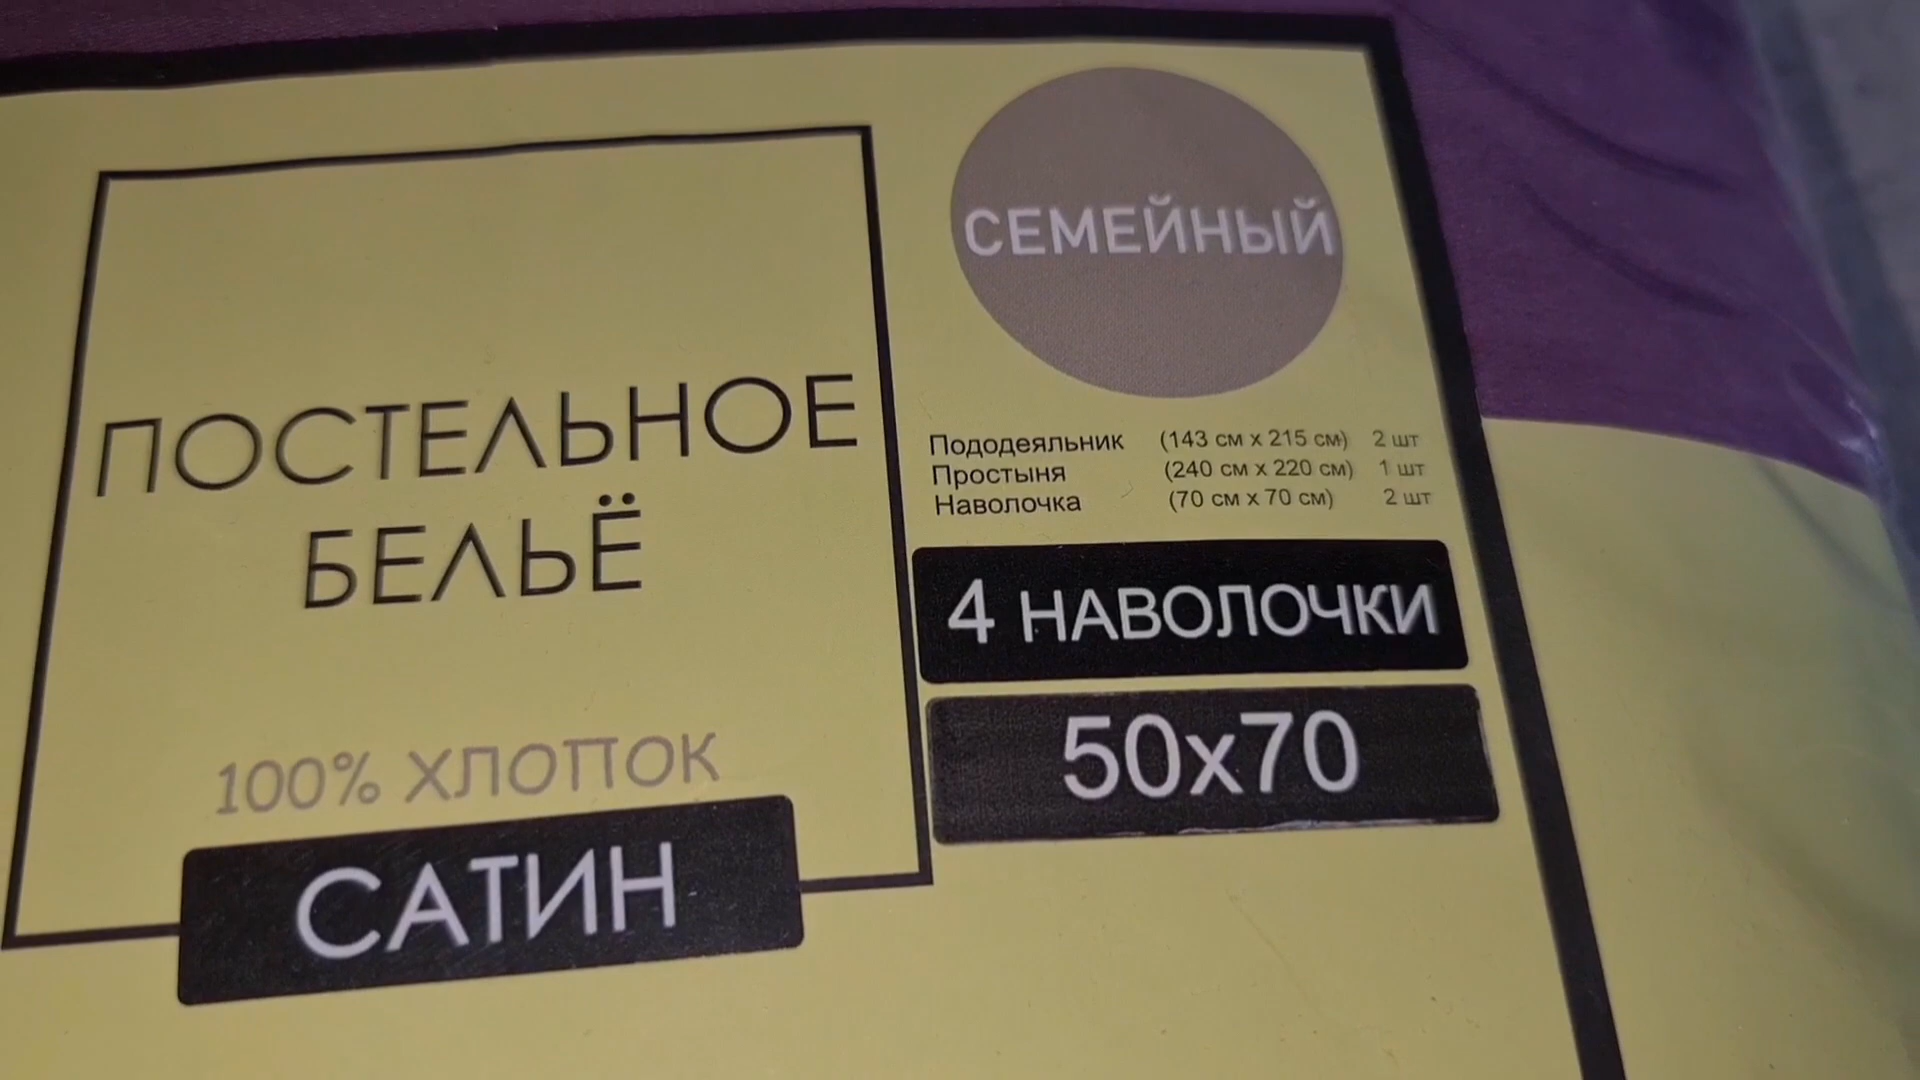 СЕМЕЙНЫЙ
ПОСТЕЛЬНОЕ
БЕЛЬЁ
100% ХЛОПОК
САТИН
Пододеяльник (143 см х 215 см) 2 шт
Простыня (240 см х 220 см) 1 шт
Наволочка (70 см х 70 см) 2 шт
4 НАВОЛОЧКИ
50х70